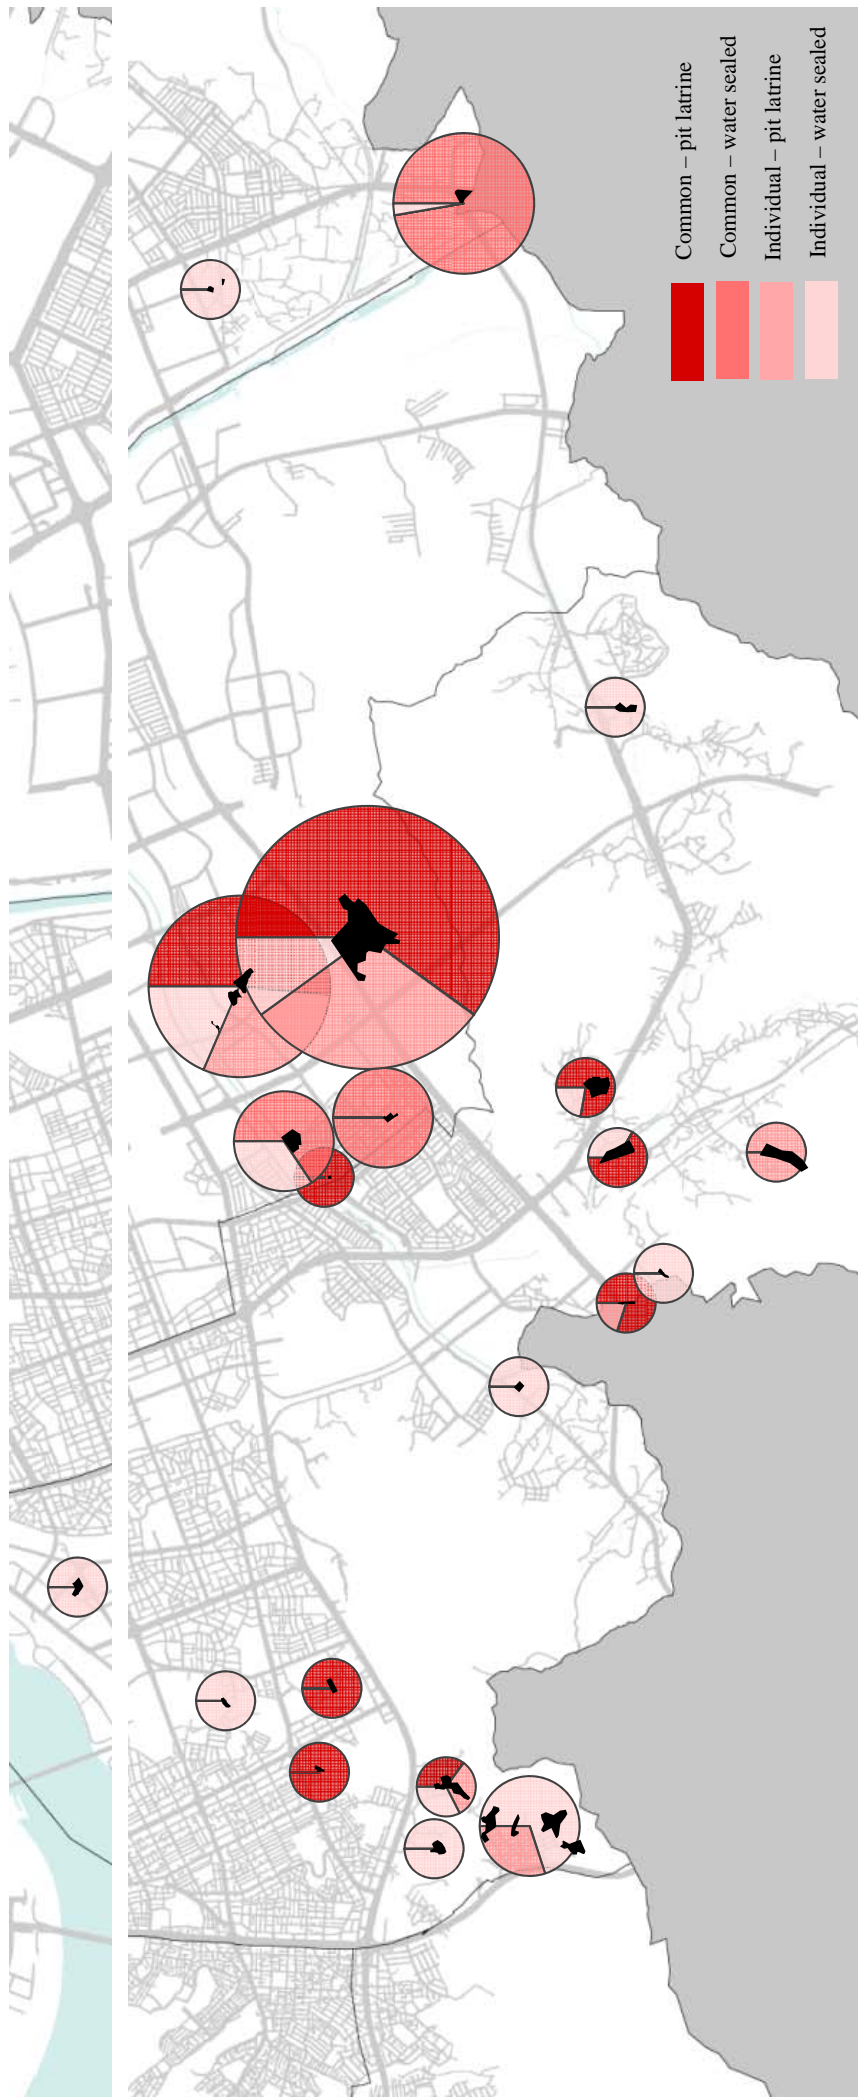 Common – pit latrine
Common – water sealed
Individual – pit latrine
Individual – water sealed